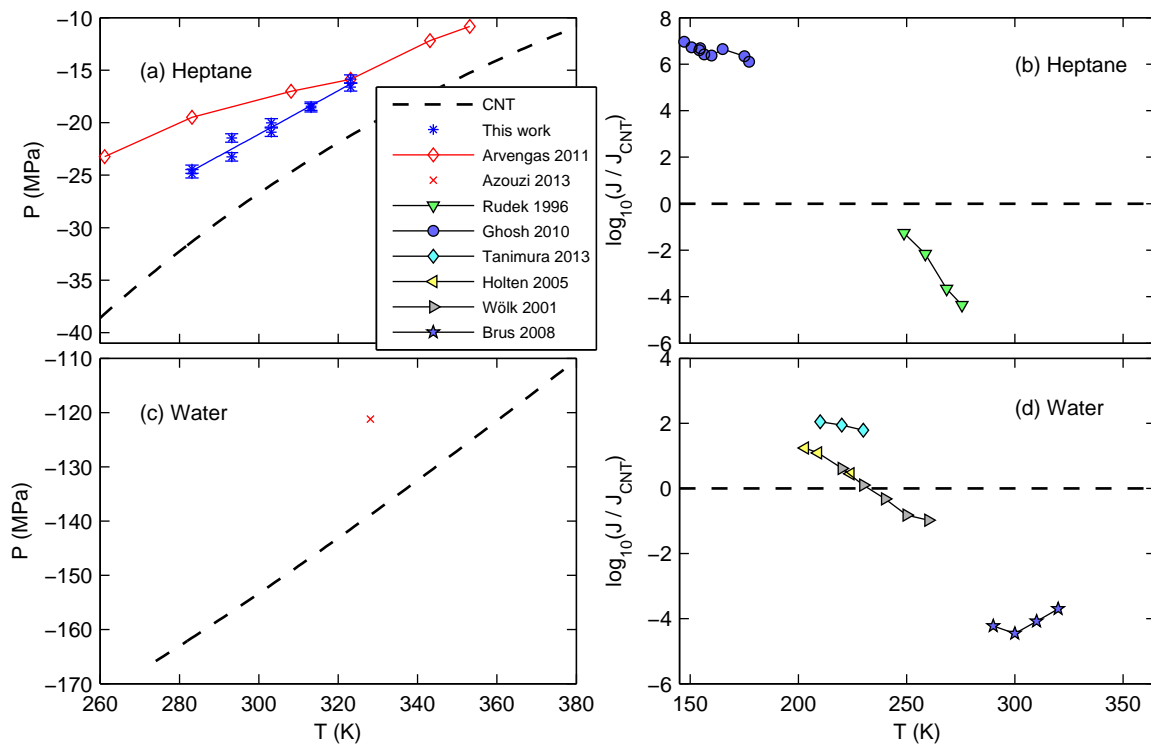 −10
−15
−20
−25
−30
−35
−40
P (MPa)
(a) Heptane
CNT
This work
Arvengas 2011
Azouzi 2013
Rudek 1996
Ghosh 2010
Tanimura 2013
Holten 2005
Wölk 2001
Brus 2008
8
6
4
2
0
−2
−4
−6
log10(J / JCNT)
(b) Heptane
−110
−120
−130
−140
−150
−160
−170
P (MPa)
(c) Water
260 280 300 320 340 360 380
T (K)
4
2
0
−2
−4
−6
log10(J / JCNT)
(d) Water
150 200 250 300 350
T (K)